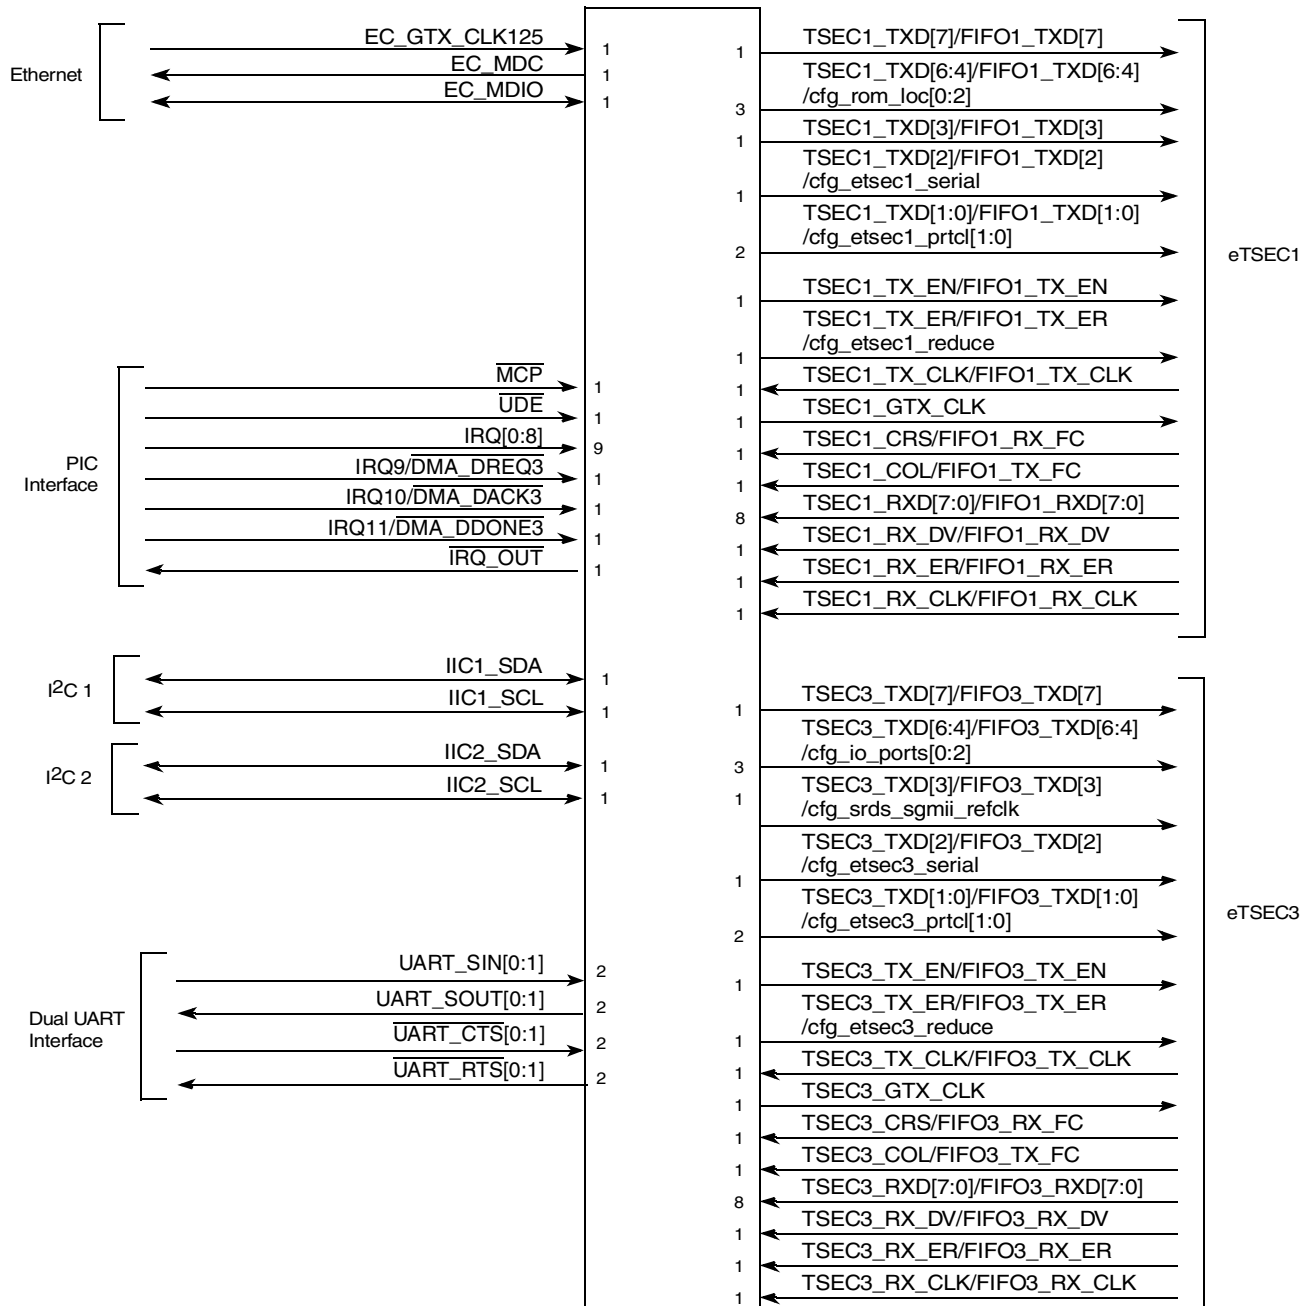 Ethernet
EC_GTX_CLK125
1
EC_MDC
1
EC_MDIO
1
PIC
Interface
MCP
1
UDE
1
IRQ[0:8]
9
IRQ9/DMA_DREQ3
1
IRQ10/DMA_DACK3
1
IRQ11/DMA_DDONE3
1
IRQ_OUT
1
I2C 1
IIC1_SDA
1
IIC1_SCL
1
I2C 2
IIC2_SDA
1
IIC2_SCL
1
Dual UART
Interface
UART_SIN[0:1]
2
UART_SOUT[0:1]
2
UART_CTS[0:1]
2
UART_RTS[0:1]
2
1
TSEC1_TXD[7]/FIFO1_TXD[7]
TSEC1_TXD[6:4]/FIFO1_TXD[6:4]
/cfg_rom_loc[0:2]
3
TSEC1_TXD[3]/FIFO1_TXD[3]
1
TSEC1_TXD[2]/FIFO1_TXD[2]
/cfg_etsec1_serial
1
TSEC1_TXD[1:0]/FIFO1_TXD[1:0]
/cfg_etsec1_prtcl[1:0]
2
eTSEC1
TSEC1_TX_EN/FIFO1_TX_EN
1
TSEC1_TX_ER/FIFO1_TX_ER
/cfg_etsec1_reduce
1
TSEC1_TX_CLK/FIFO1_TX_CLK
1
TSEC1_GTX_CLK
1
TSEC1_CRS/FIFO1_RX_FC
1
TSEC1_COL/FIFO1_TX_FC
1
TSEC1_RXD[7:0]/FIFO1_RXD[7:0]
8
TSEC1_RX_DV/FIFO1_RX_DV
1
TSEC1_RX_ER/FIFO1_RX_ER
1
TSEC1_RX_CLK/FIFO1_RX_CLK
1
TSEC3_TXD[7]/FIFO3_TXD[7]
1
TSEC3_TXD[6:4]/FIFO3_TXD[6:4]
/cfg_io_ports[0:2]
3
TSEC3_TXD[3]/FIFO3_TXD[3]
1
/cfg_srds_sgmii_refclk
TSEC3_TXD[2]/FIFO3_TXD[2]
/cfg_etsec3_serial
1
TSEC3_TXD[1:0]/FIFO3_TXD[1:0]
/cfg_etsec3_prtcl[1:0]
2
eTSEC3
TSEC3_TX_EN/FIFO3_TX_EN
1
TSEC3_TX_ER/FIFO3_TX_ER
/cfg_etsec3_reduce
1
TSEC3_TX_CLK/FIFO3_TX_CLK
1
TSEC3_GTX_CLK
1
TSEC3_CRS/FIFO3_RX_FC
1
TSEC3_COL/FIFO3_TX_FC
1
TSEC3_RXD[7:0]/FIFO3_RXD[7:0]
8
TSEC3_RX_DV/FIFO3_RX_DV
1
TSEC3_RX_ER/FIFO3_RX_ER
1
TSEC3_RX_CLK/FIFO3_RX_CLK
1